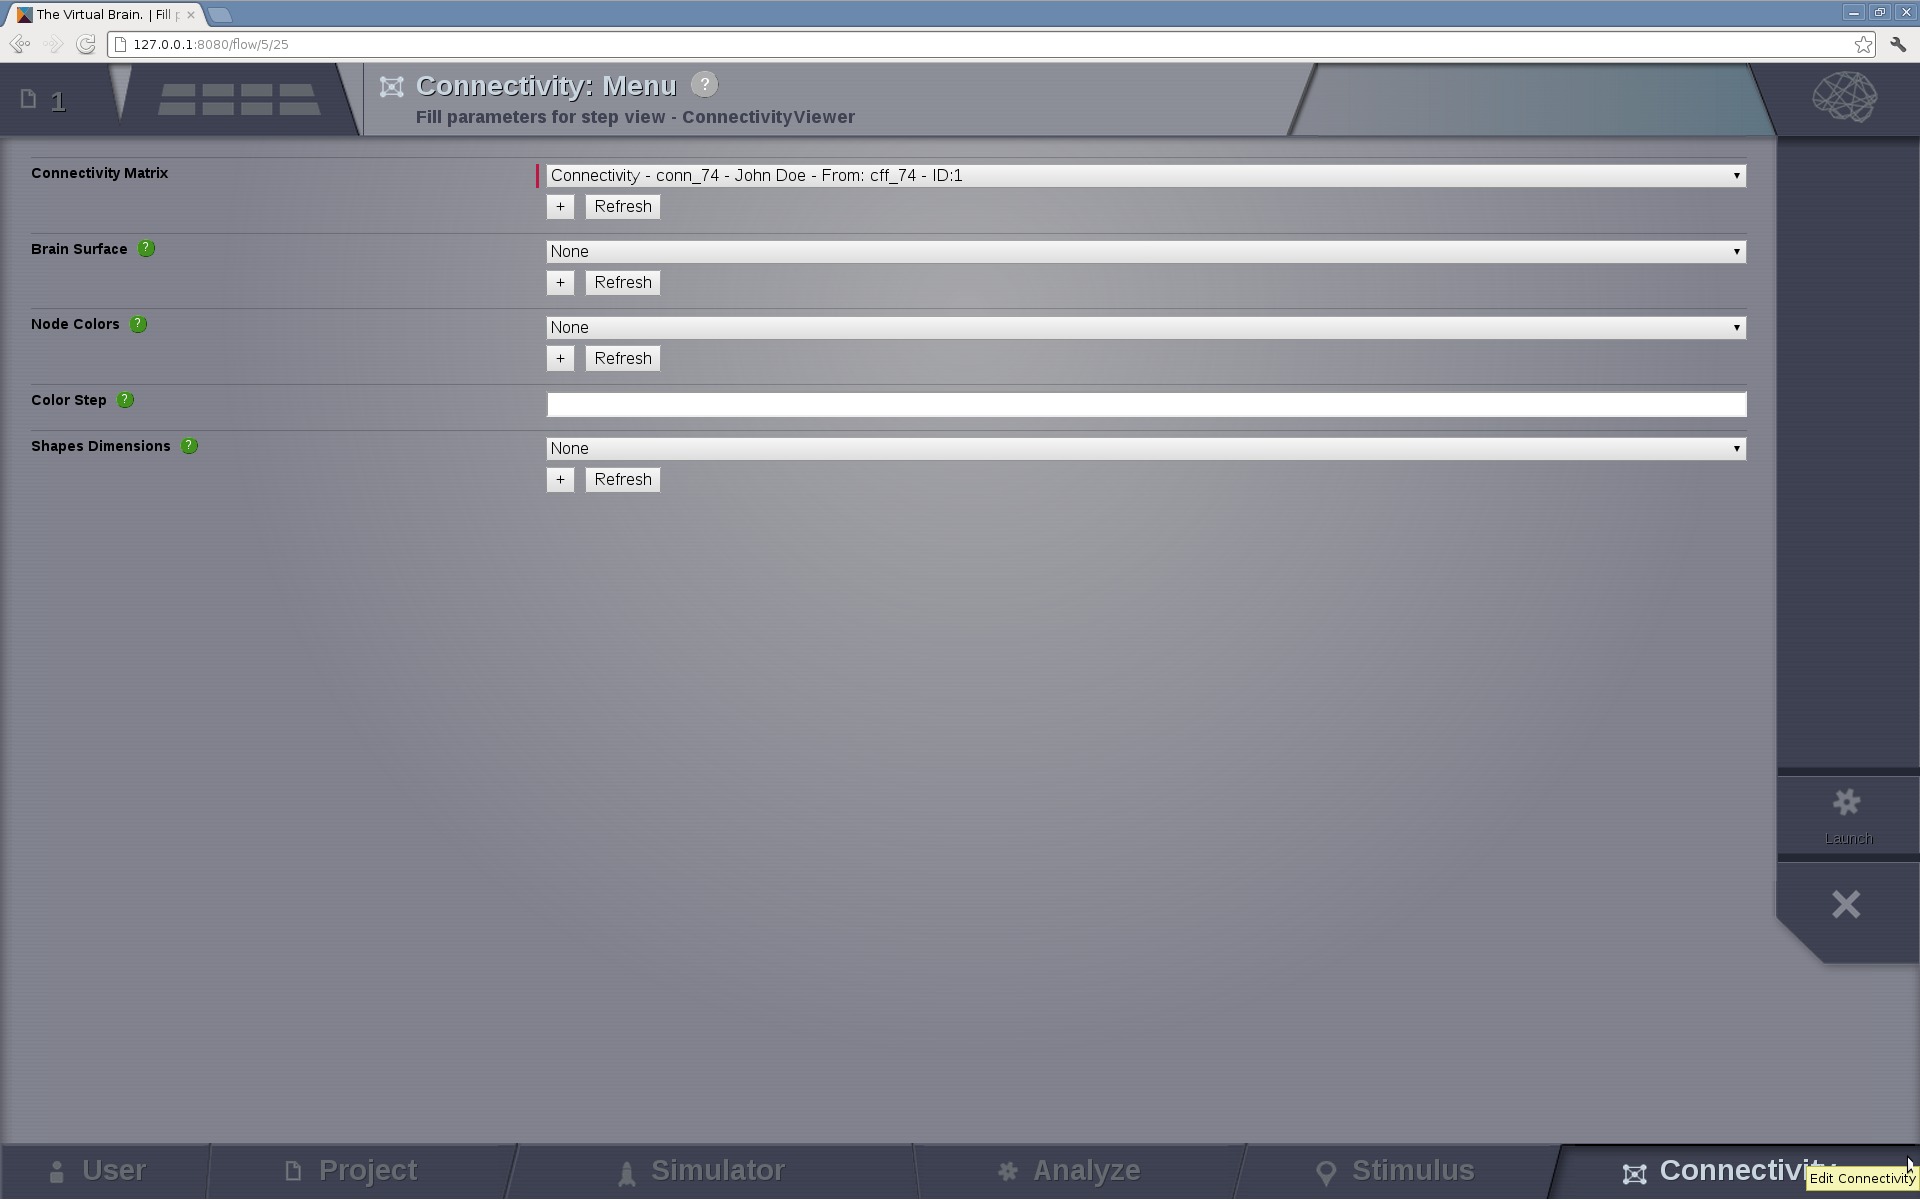 The Virtual Brain. | Fill p
127.0.0.1:8080/flow/5/25
1
Connectivity: Menu ?
Fill parameters for step view - ConnectivityViewer
Connectivity Matrix
Connectivity - conn_74 - John Doe - From: cff_74 - ID:1
+ Refresh
Brain Surface ?
None
+ Refresh
Node Colors ?
None
+ Refresh
Color Step ?
Shapes Dimensions ?
None
+ Refresh
Launch
User Project Simulator Analyze Stimulus Connectivity
Edit Connectivity